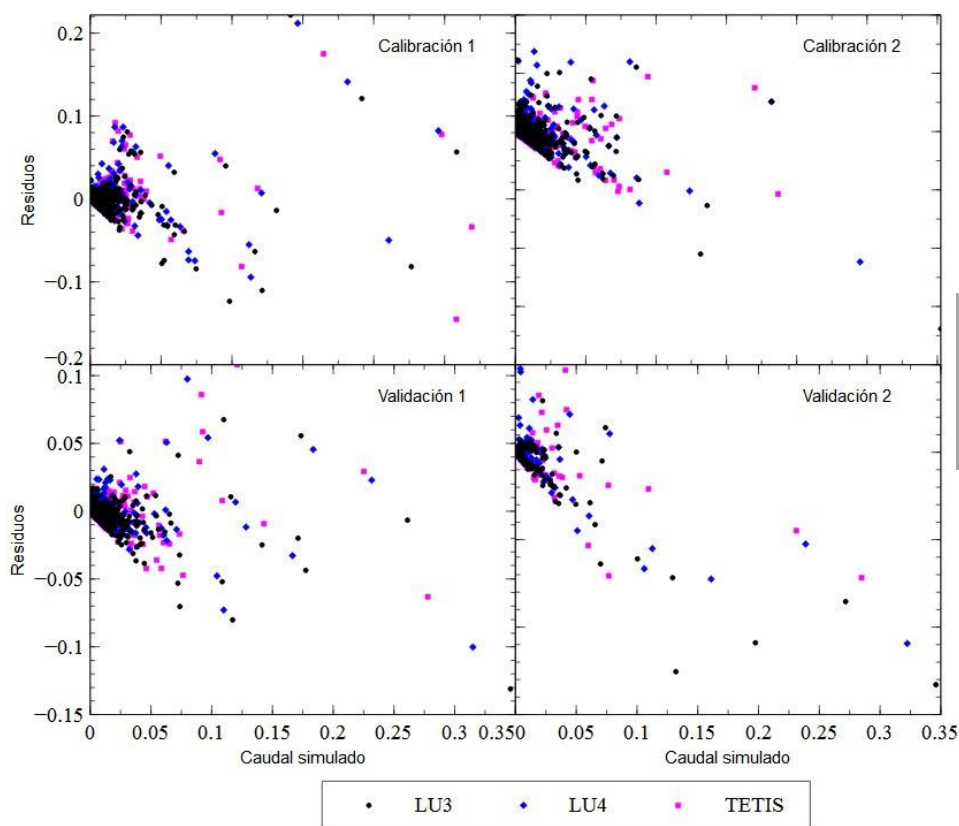 0.2
Calibración 1
Calibración 2
0.1
0
Residuos
−0.1
−0.2
0.1
Validación 1
Validación 2
0.05
0
Residuos
−0.05
−0.1
−0.15
0 0.05 0.1 0.15 0.2 0.25 0.3 0.35 0.05 0.1 0.15 0.2 0.25 0.3 0.35
Caudal simulado Caudal simulado
LU3 LU4 TETIS